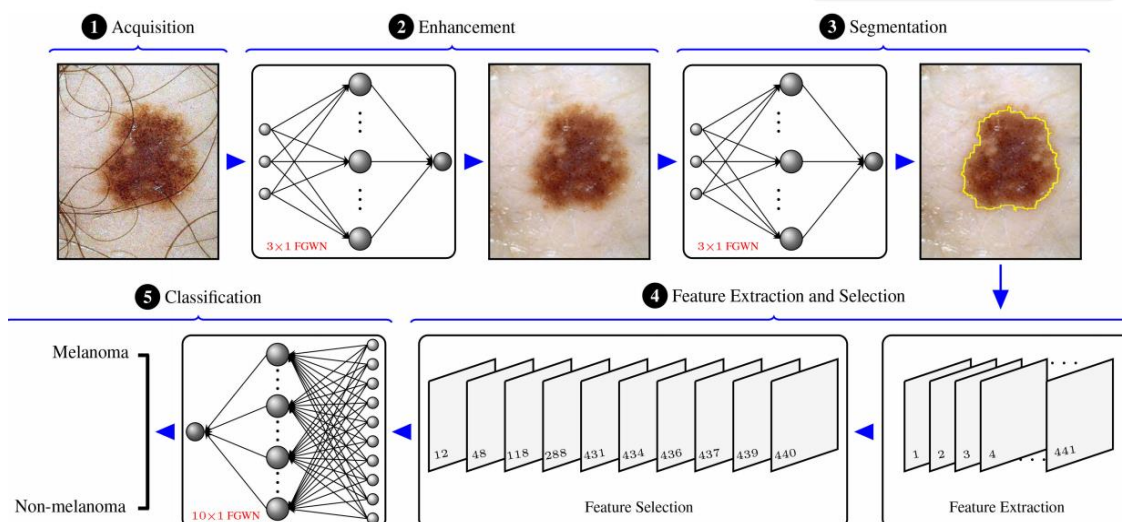 1 Acquisition
2 Enhancement
3 Segmentation
3×1 FGWN
3×1 FGWN
5 Classification
4 Feature Extraction and Selection
Melanoma
Non-melanoma
10×1 FGWN
12 48 118 288 431 434 436 437 439 440
Feature Selection
1 2 3 4 ... 441
Feature Extraction